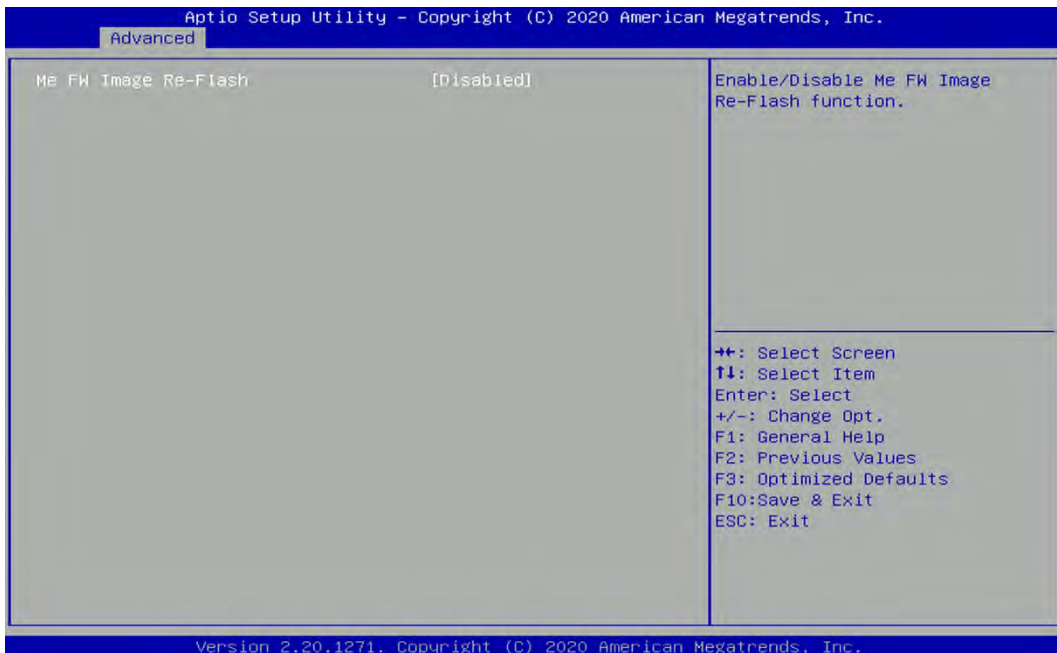 Aptio Setup Utility – Copyright (C) 2020 American Megatrends, Inc.
Advanced
Me FW Image Re-Flash [Disabled]
Enable/Disable Me FW Image
Re-Flash function.
→←: Select Screen
↑↓: Select Item
Enter: Select
+/-: Change Opt.
F1: General Help
F2: Previous Values
F3: Optimized Defaults
F10:Save & Exit
ESC: Exit
Version 2.20.1271. Copyright (C) 2020 American Megatrends, Inc.